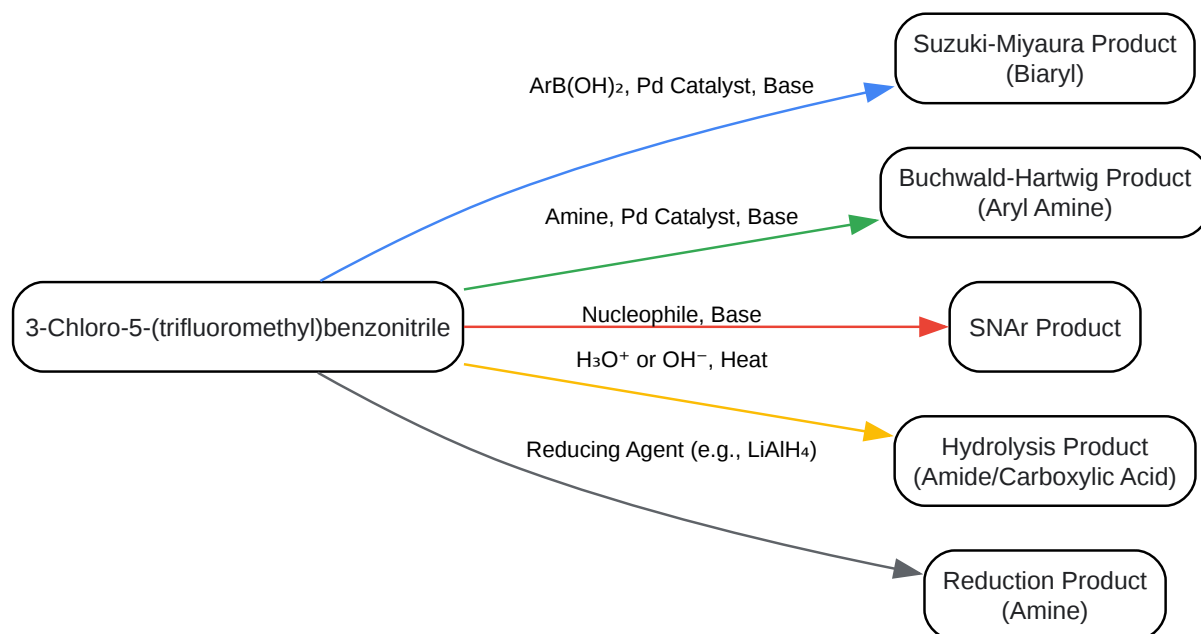 Suzuki-Miyaura Product
(Biaryl)
ArB(OH)₂, Pd Catalyst, Base
Buchwald-Hartwig Product
(Aryl Amine)
Amine, Pd Catalyst, Base
3-Chloro-5-(trifluoromethyl)benzonitrile
Nucleophile, Base
SNAr Product
H₃O⁺ or OH⁻, Heat
Hydrolysis Product
(Amide/Carboxylic Acid)
Reducing Agent (e.g., LiAlH₄)
Reduction Product
(Amine)